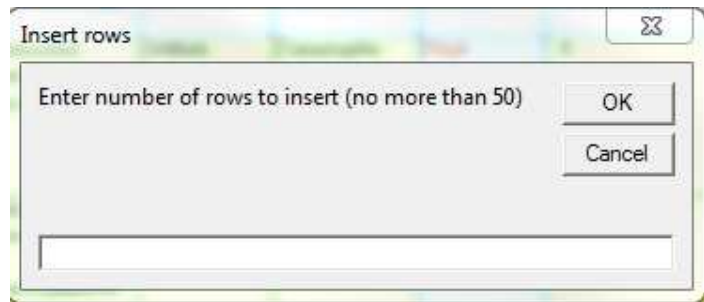 Insert rows
Enter number of rows to insert (no more than 50)
OK
Cancel